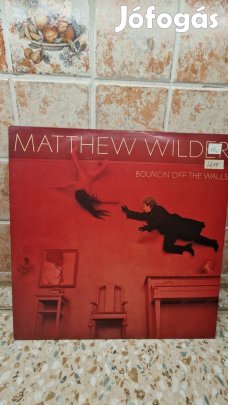 Jófogás
MATTHEW WILDER
BOUNCIN' OFF THE WALLS